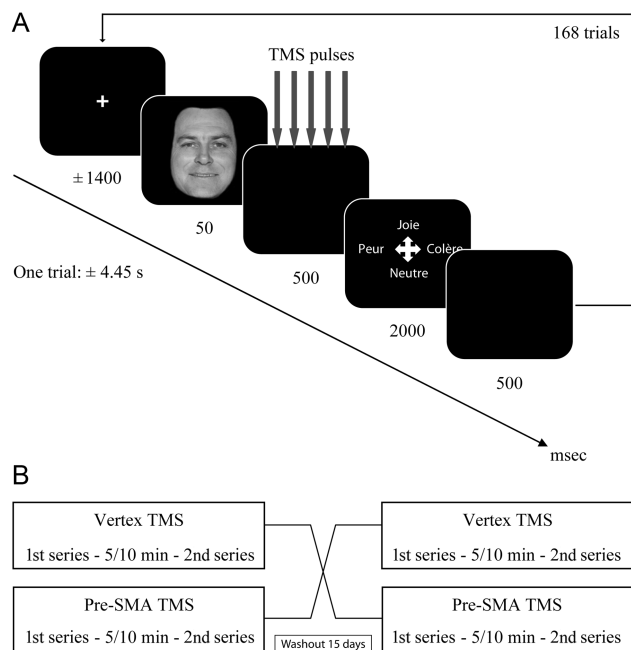 A
168 trials
TMS pulses
+
± 1400
50
500
Joie
Peur
Colère
Neutre
One trial: ± 4.45 s
2000
500
msec
B
Vertex TMS
1st series - 5/10 min - 2nd series
Vertex TMS
1st series - 5/10 min - 2nd series
Pre-SMA TMS
1st series - 5/10 min - 2nd series
Washout 15 days
Pre-SMA TMS
1st series - 5/10 min - 2nd series